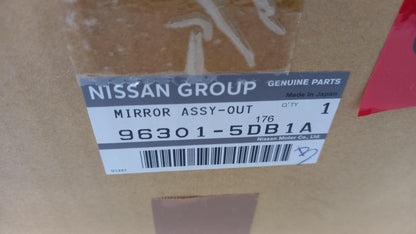 NISSAN GROUP GENUINE PARTS
Made in Japan
MIRROR ASSY-OUT Q'TY 1
176
96301-5DB1A
Nissan Motor Co., Ltd.